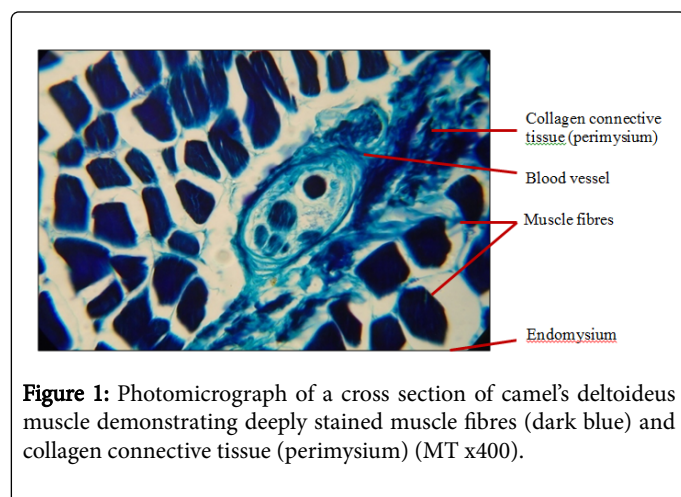 Collagen connective
tissue (perimysium)
Blood vessel
Muscle fibres
Endomysium
Figure 1: Photomicrograph of a cross section of camel's deltoideus
muscle demonstrating deeply stained muscle fibres (dark blue) and
collagen connective tissue (perimysium) (MT x400).